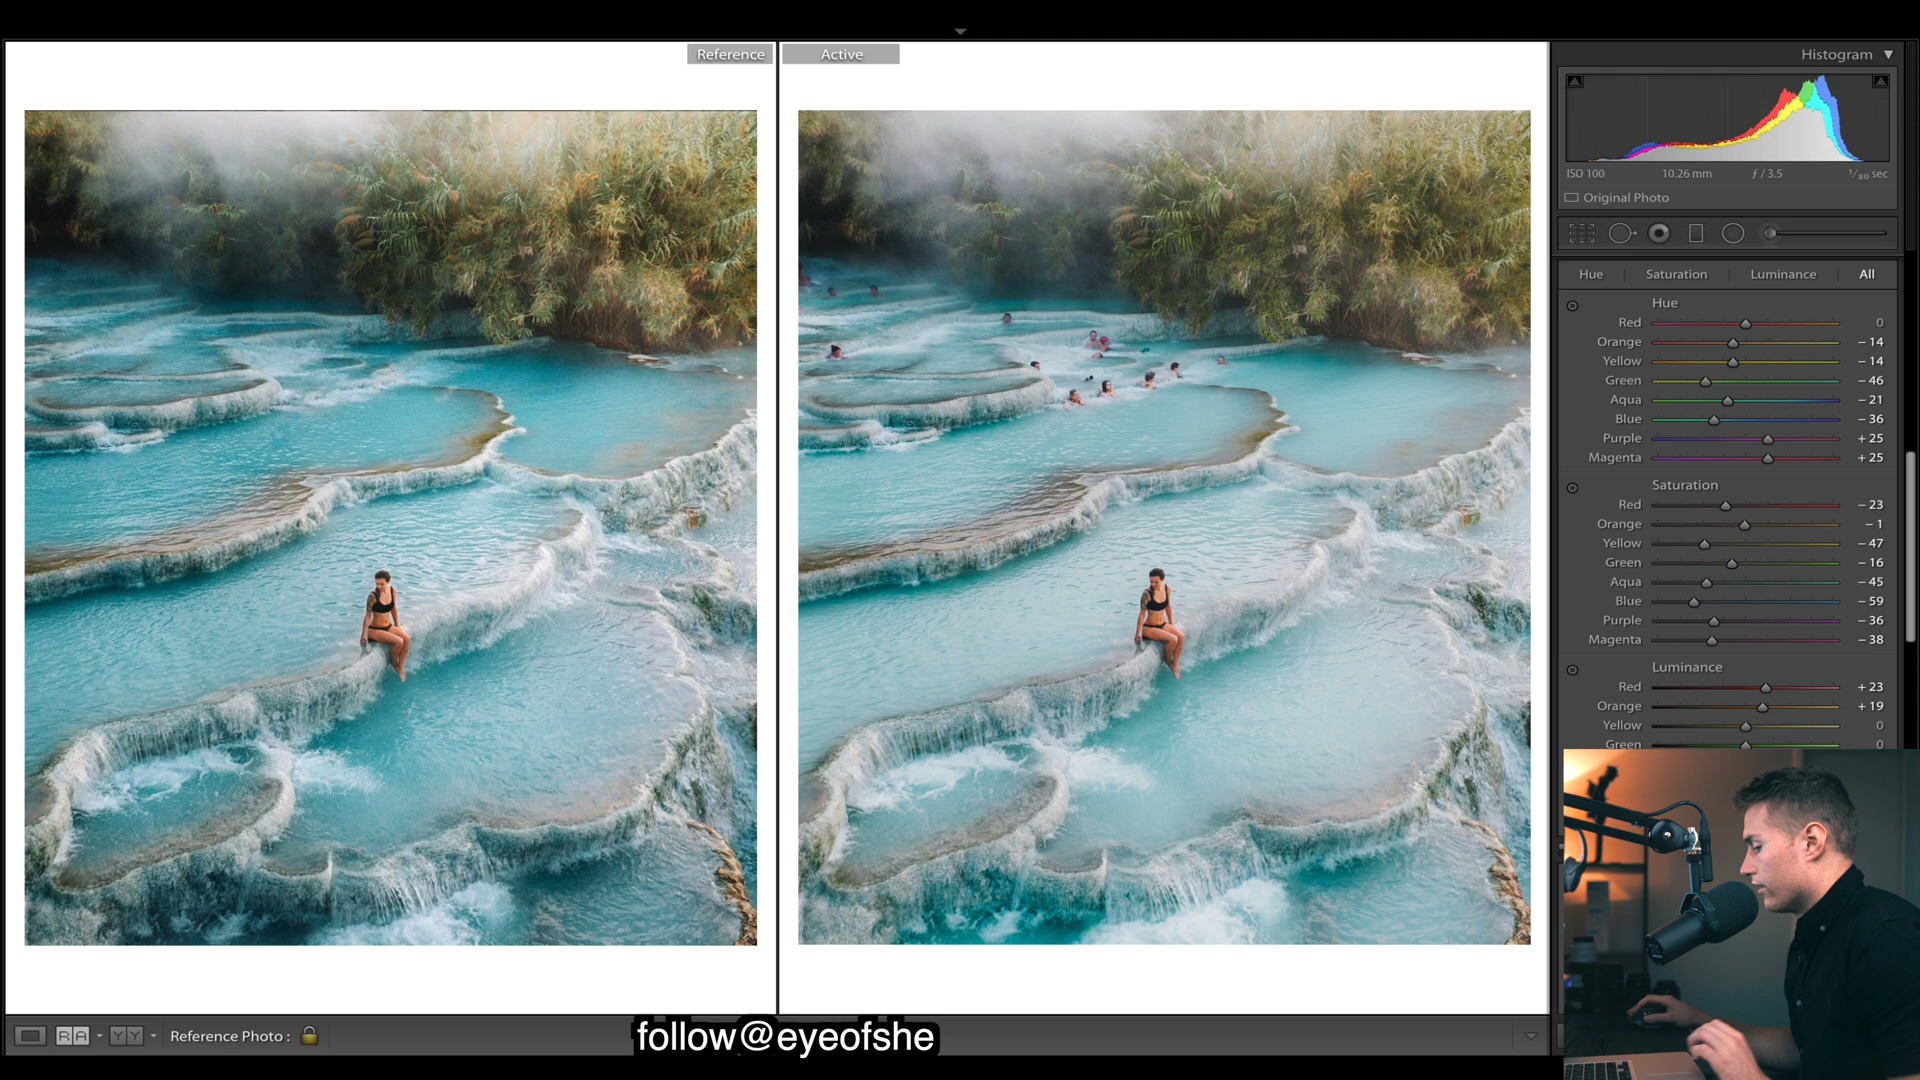 Reference
Active
Histogram
ISO 100 10.26 mm ƒ / 3.5 1/80 sec
Original Photo
Hue Saturation Luminance All
Hue
Red 0
Orange − 14
Yellow − 14
Green − 46
Aqua − 21
Blue − 36
Purple + 25
Magenta + 25
Saturation
Red − 23
Orange − 1
Yellow − 47
Green − 16
Aqua − 45
Blue − 59
Purple − 36
Magenta − 38
Luminance
Red + 23
Orange + 19
Yellow 0
Green 0
R A Y Y Reference Photo :
follow@eyeofshe